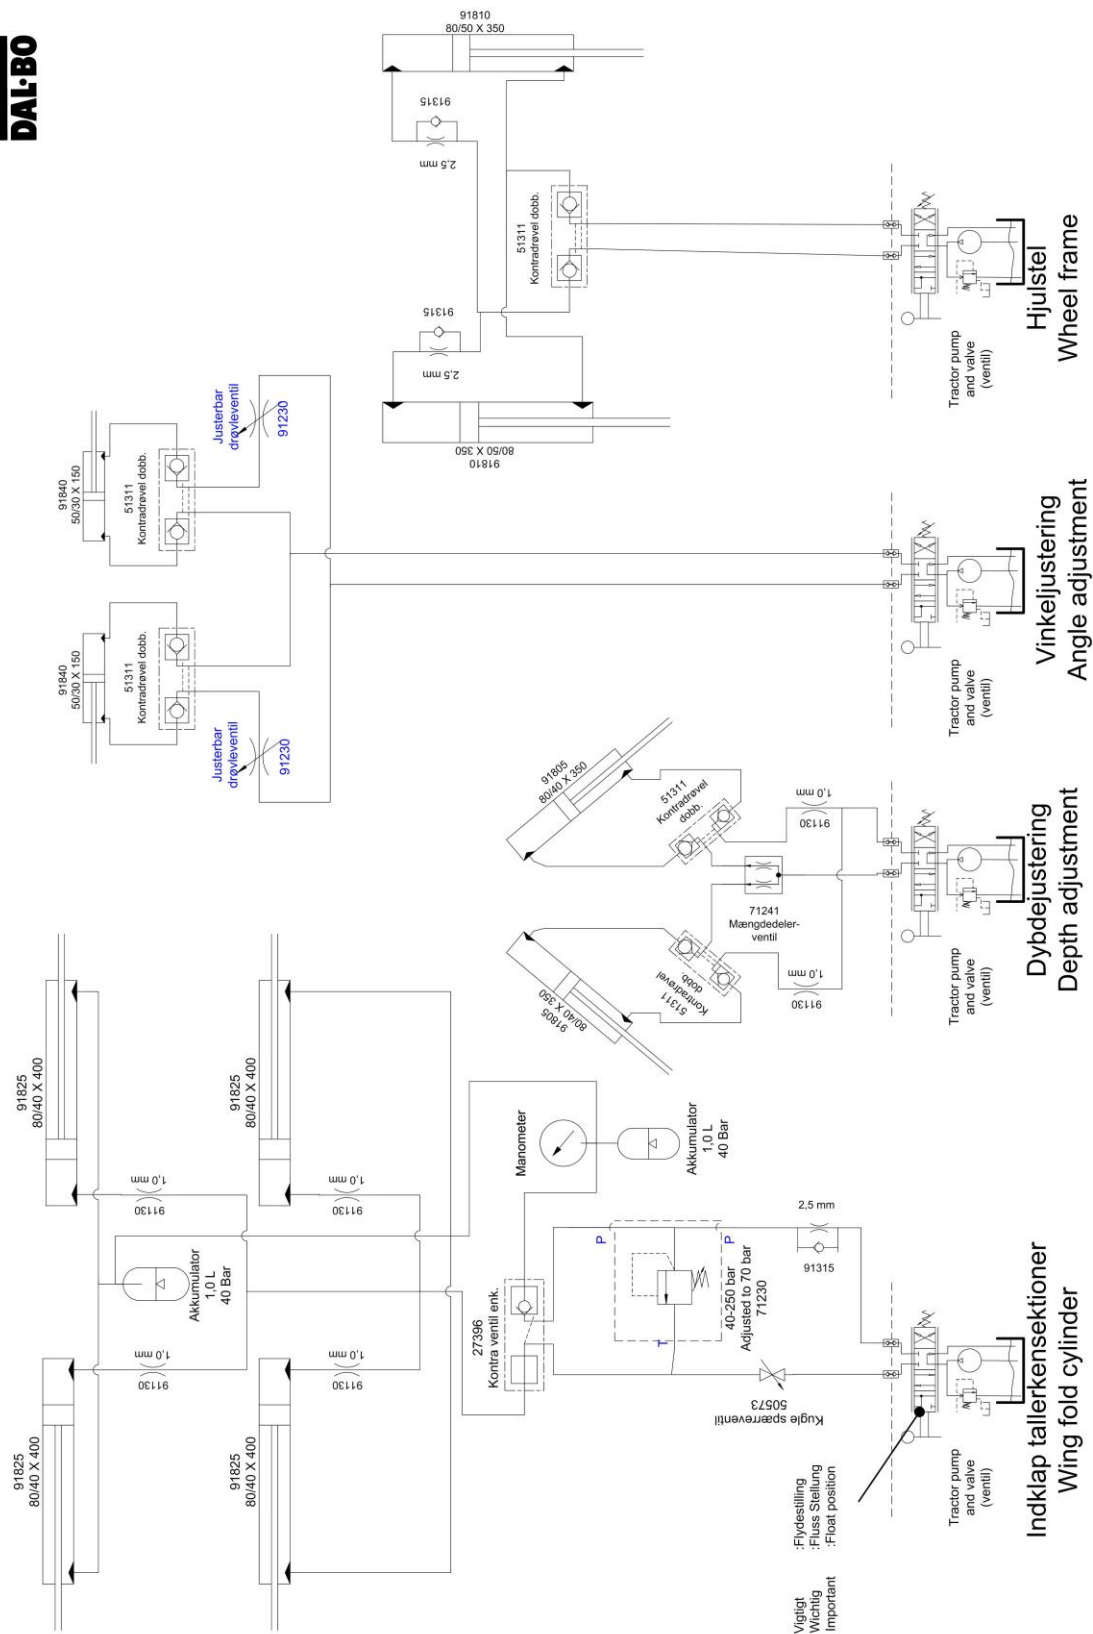 DAL·BO
91810
80/50 X 350
91315
2,5 mm
51311
Kontradrøvel dobb.
91315
2,5 mm
91810
80/50 X 350
Tractor pump
and valve
(ventil)
Hjulstel
Wheel frame
91840
50/30 X 150
51311
Kontradrøvel dobb.
Justerbar
drøvleventil
91230
91840
50/30 X 150
51311
Kontradrøvel dobb.
Justerbar
drøvleventil
91230
Tractor pump
and valve
(ventil)
Vinkeljustering
Angle adjustment
91805
80/40 X 350
51311
Kontradrøvel
dobb.
1,0 mm
91130
71241
Mængdedeler-
ventil
91805
80/40 X 350
51311
Kontradrøvel
dobb.
1,0 mm
91130
Tractor pump
and valve
(ventil)
Dybdejustering
Depth adjustment
91825
80/40 X 400
1,0 mm
91130
91825
80/40 X 400
1,0 mm
91130
Akkumulator
1,0 L
40 Bar
91825
80/40 X 400
1,0 mm
91130
91825
80/40 X 400
1,0 mm
91130
Manometer
Akkumulator
1,0 L
40 Bar
27396
Kontra ventil enk.
P
P
T
40-250 bar
Adjusted to 70 bar
71230
2,5 mm
91315
50573
Kugle spærreventil
Vigtigt :Flydestilling
Wichtig :Fluss Stellung
Important :Float position
Tractor pump
and valve
(ventil)
Indklap tallerkensektioner
Wing fold cylinder